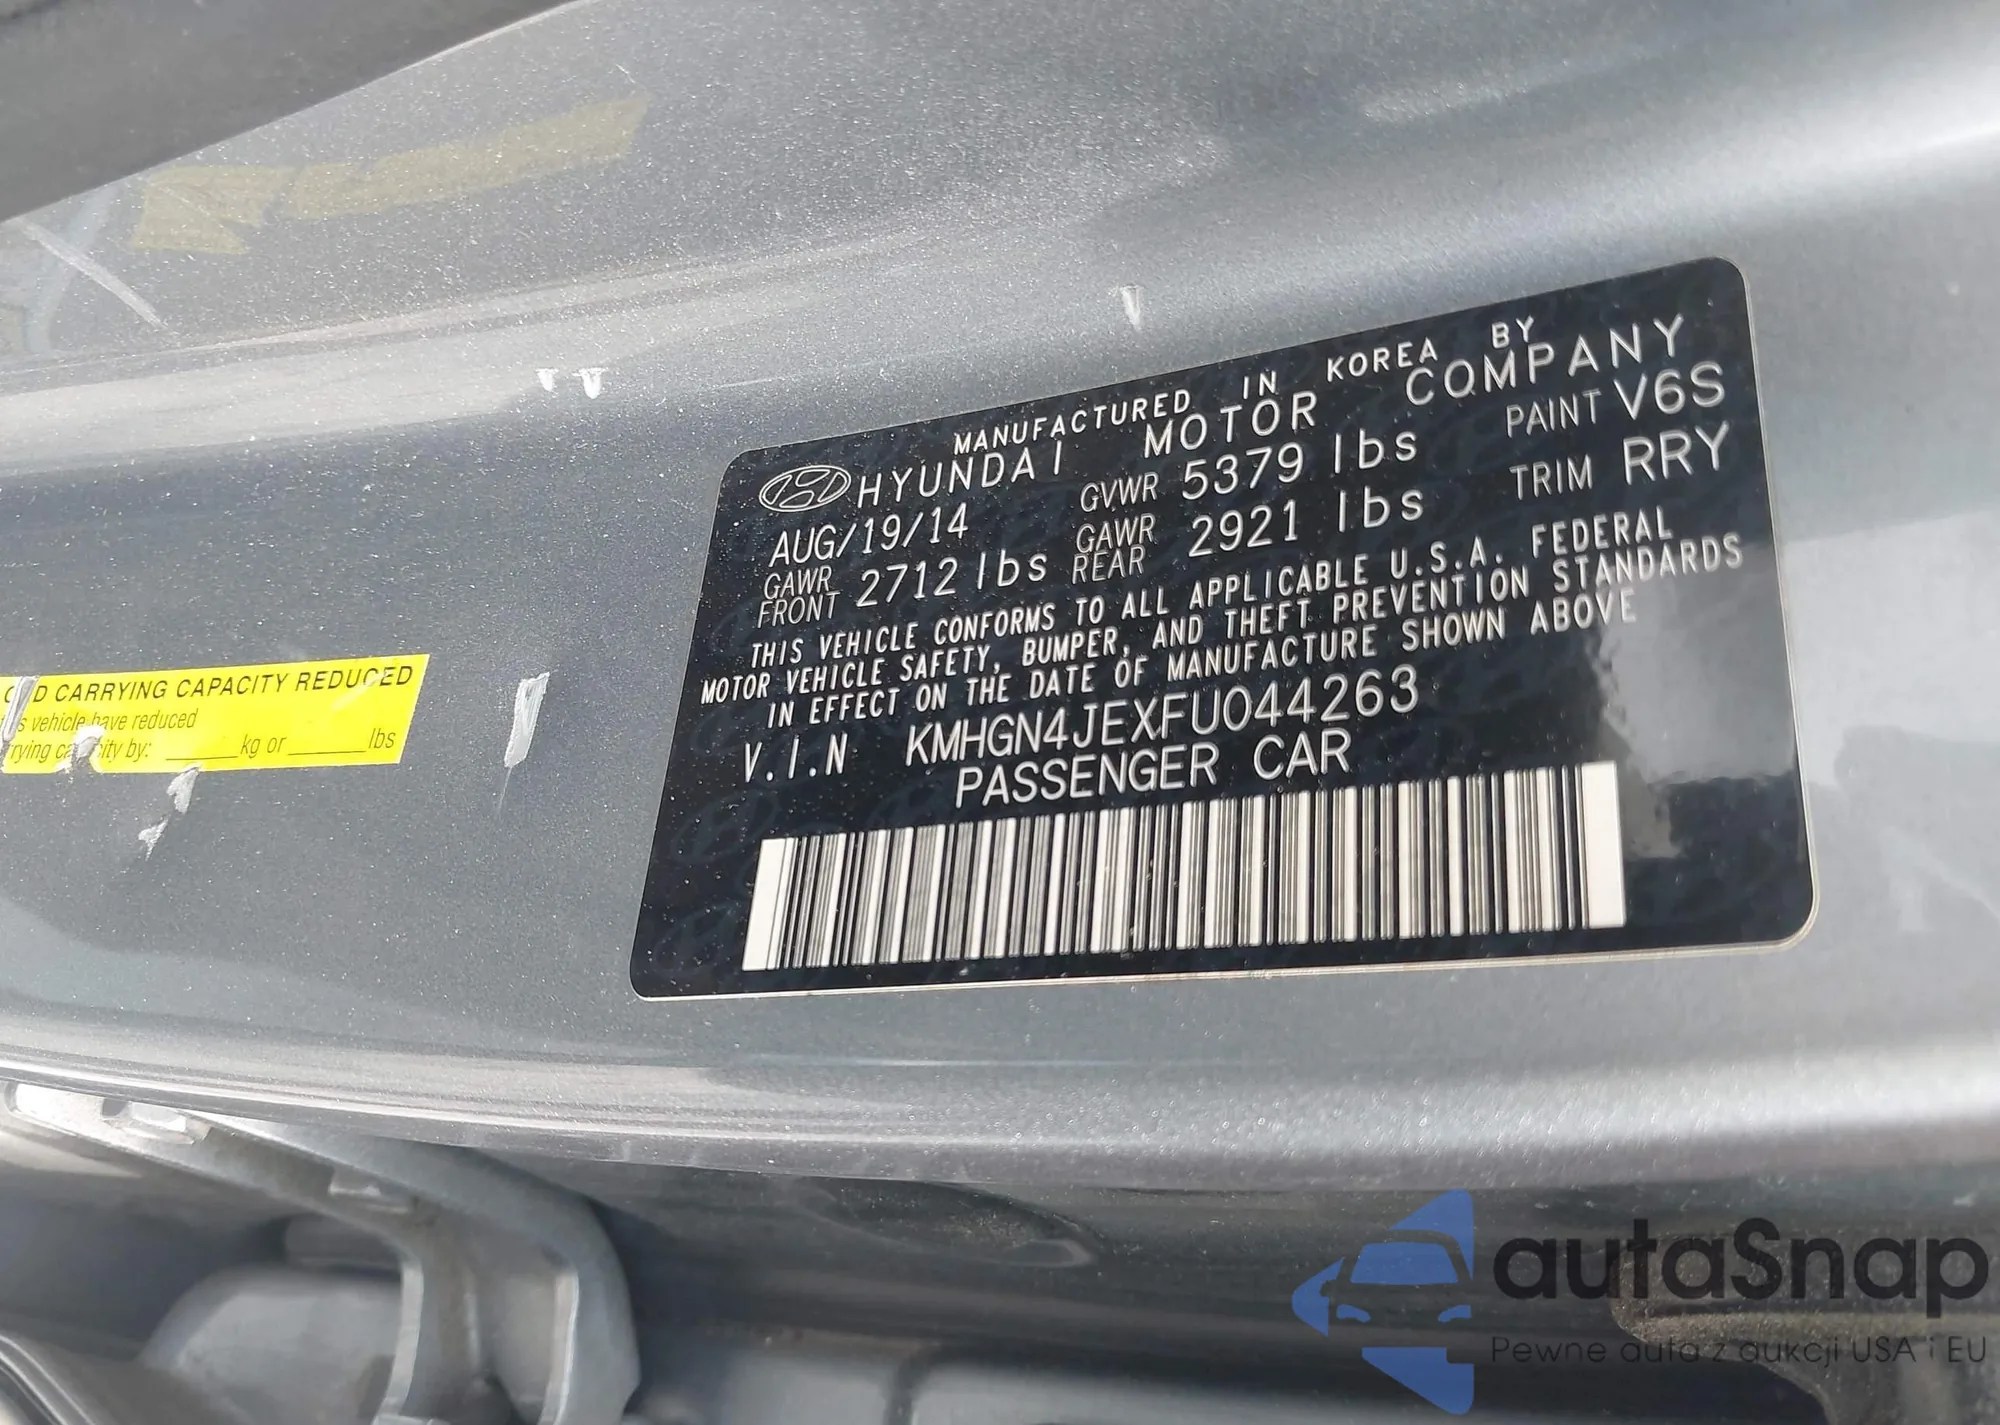 MANUFACTURED IN KOREA BY
HYUNDAI MOTOR COMPANY
AUG/19/14 GVWR 5379 lbs PAINT V6S
GAWR FRONT 2712 lbs GAWR REAR 2921 lbs TRIM RRY
THIS VEHICLE CONFORMS TO ALL APPLICABLE U.S.A. FEDERAL
MOTOR VEHICLE SAFETY, BUMPER, AND THEFT PREVENTION STANDARDS
IN EFFECT ON THE DATE OF MANUFACTURE SHOWN ABOVE
V.I.N KMHGN4JEXFU044263
PASSENGER CAR
CARRYING CAPACITY REDUCED
vehicle have reduced
by: ______ kg or ______ lbs
autaSnap
Pewne auta z aukcji USA i EU